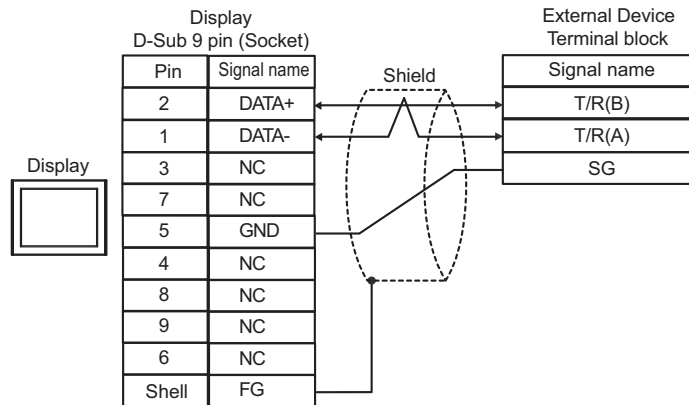 Display
D-Sub 9 pin (Socket)
External Device
Terminal block
Pin Signal name
Shield
Signal name
2 DATA+
T/R(B)
1 DATA-
T/R(A)
Display
3 NC
SG
7 NC
5 GND
4 NC
8 NC
9 NC
6 NC
Shell FG